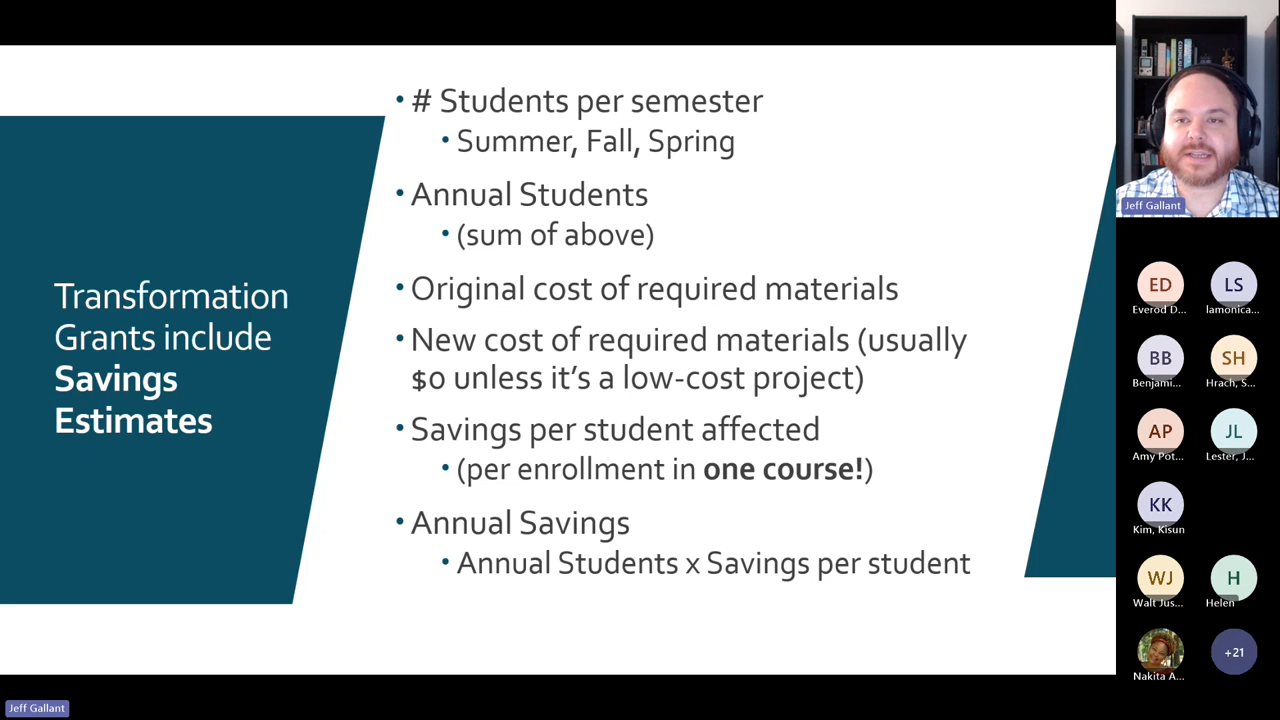 Transformation
Grants include
Savings
Estimates
• # Students per semester
• Summer, Fall, Spring
• Annual Students
• (sum of above)
• Original cost of required materials
• New cost of required materials (usually
$0 unless it’s a low-cost project)
• Savings per student affected
• (per enrollment in one course!)
• Annual Savings
• Annual Students x Savings per student
Jeff Gallant
ED
Everod D...
LS
lamonica...
BB
Benjami...
SH
Hrach, S...
AP
Amy Pot...
JL
Lester, J...
KK
Kim, Kisun
WJ
Walt Jus...
H
Helen
Nakita A...
+21
Jeff Gallant